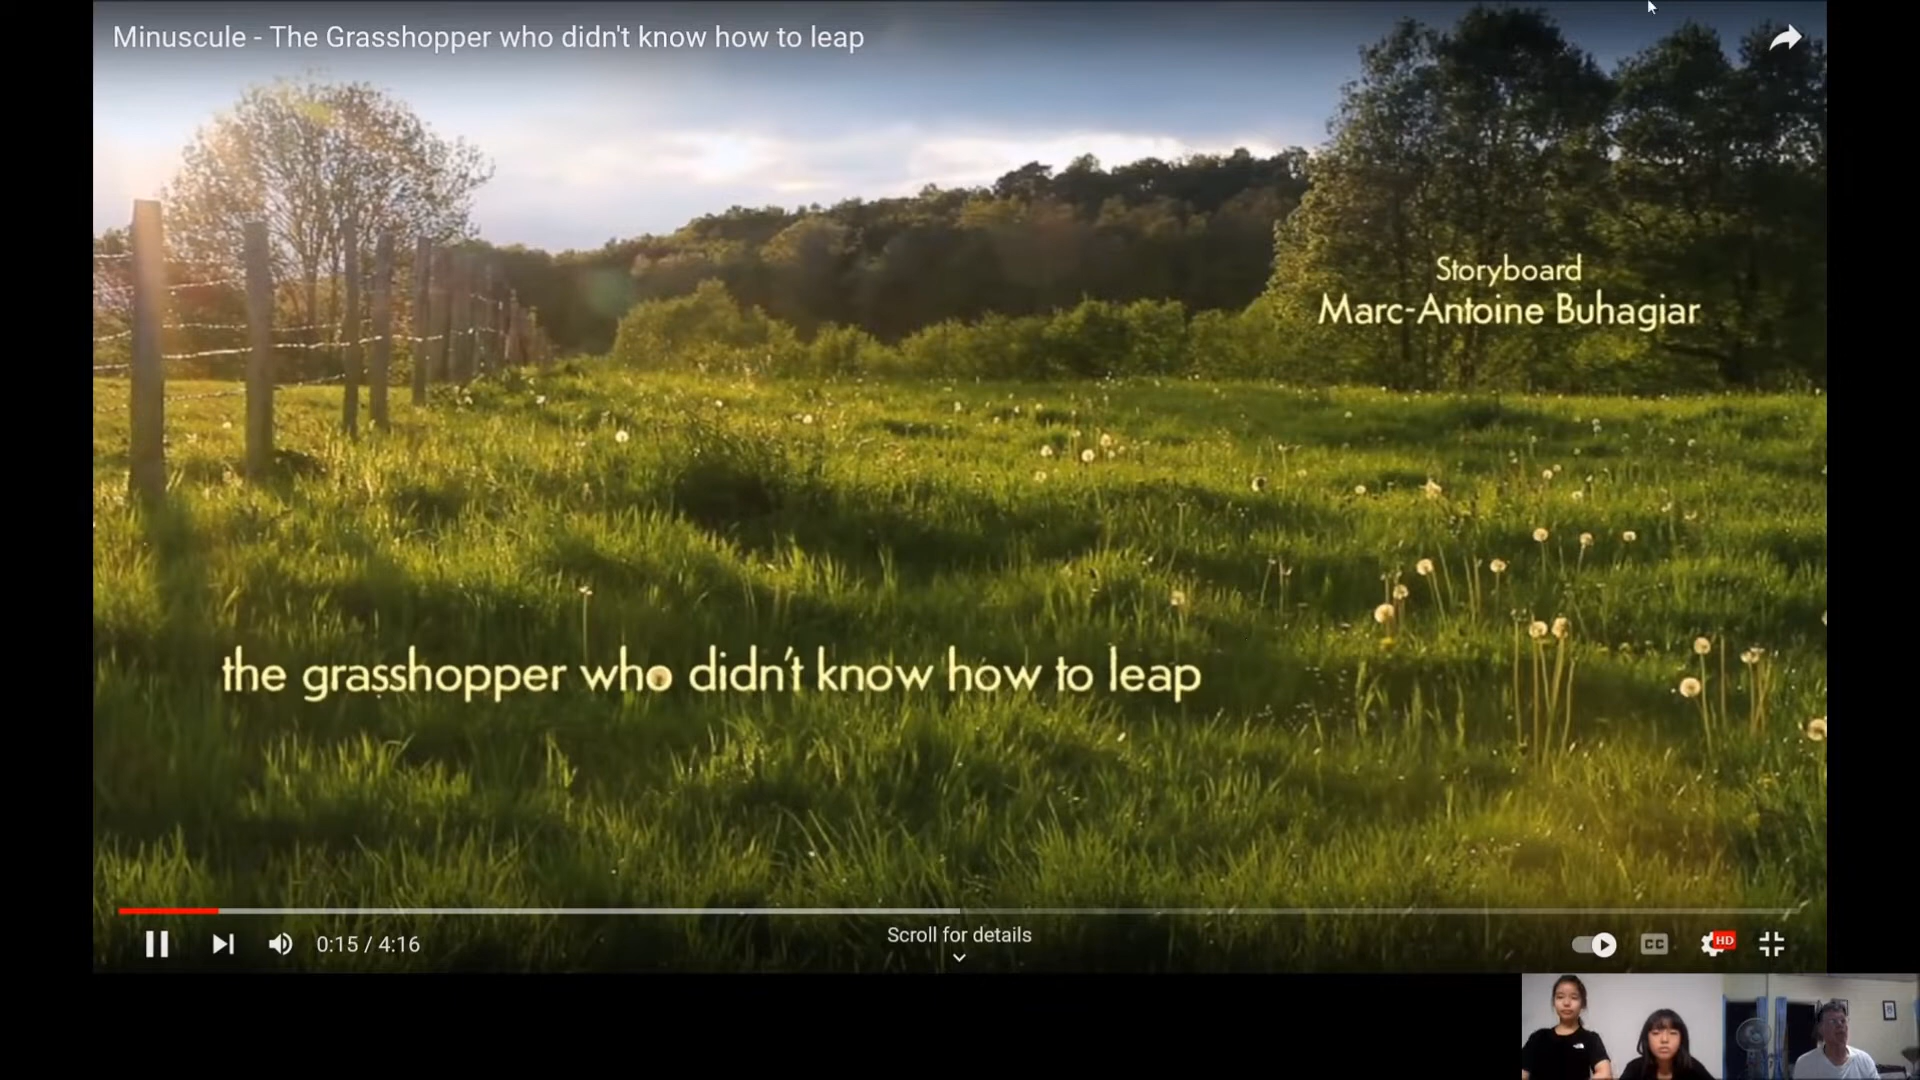 Minuscule - The Grasshopper who didn't know how to leap
Storyboard
Marc-Antoine Buhagiar
the grasshopper who didn't know how to leap
0:15 / 4:16
Scroll for details
CC
HD